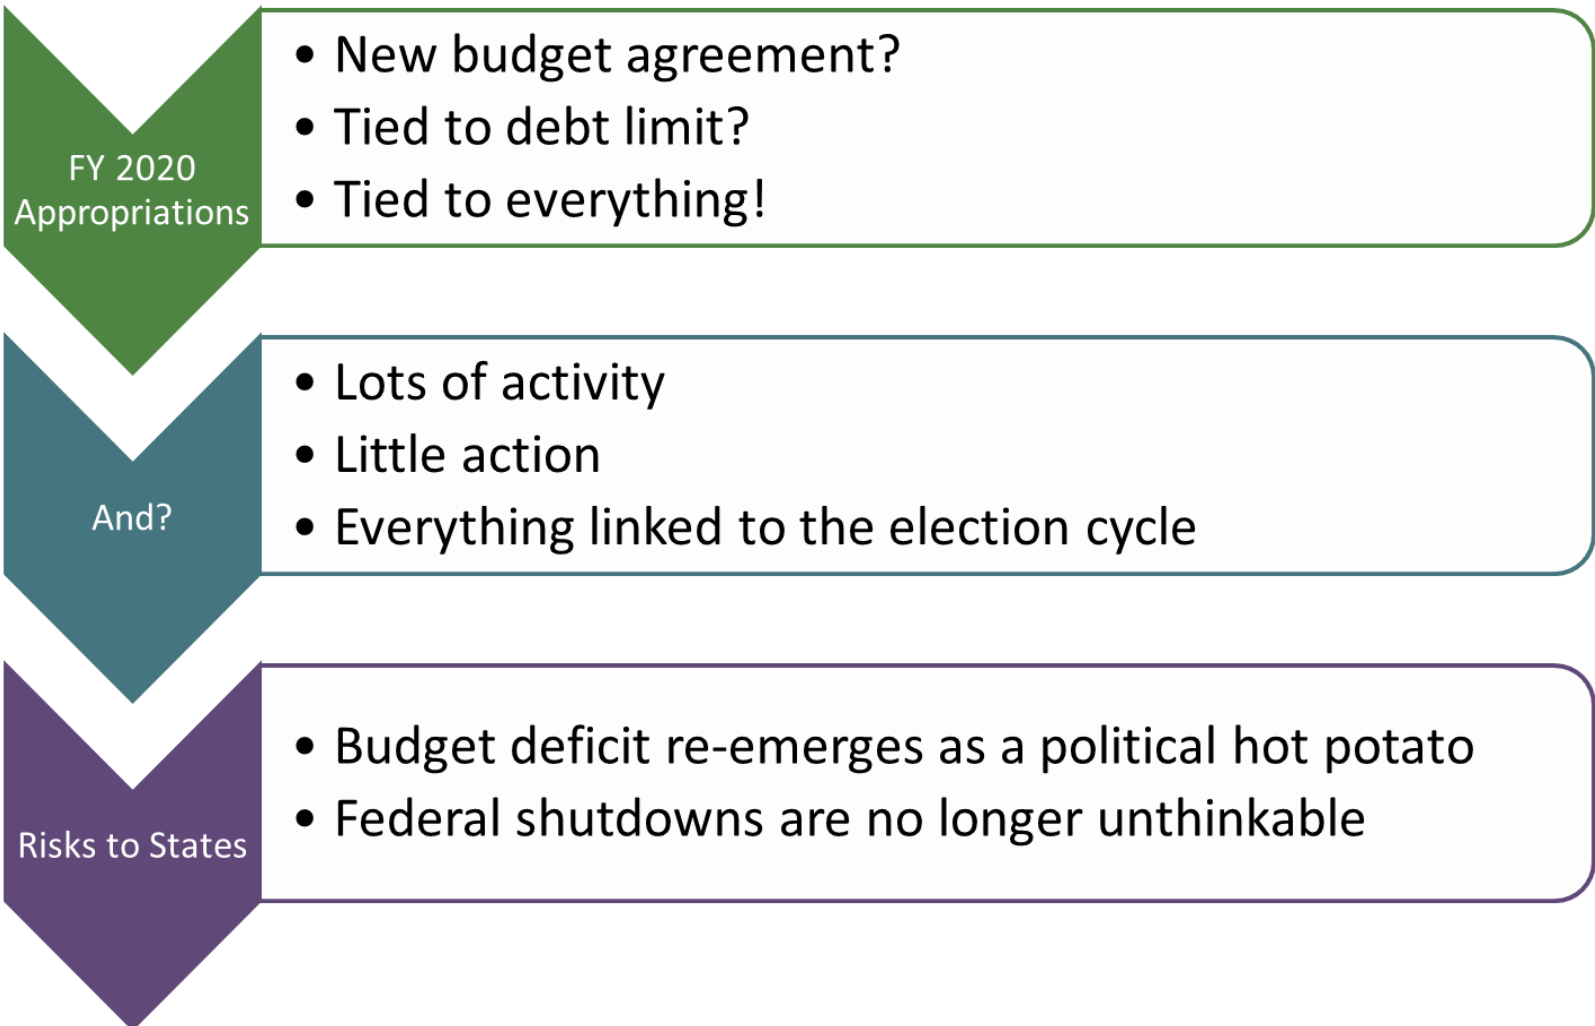 FY 2020
Appropriations
• New budget agreement?
• Tied to debt limit?
• Tied to everything!
And?
• Lots of activity
• Little action
• Everything linked to the election cycle
Risks to States
• Budget deficit re-emerges as a political hot potato
• Federal shutdowns are no longer unthinkable